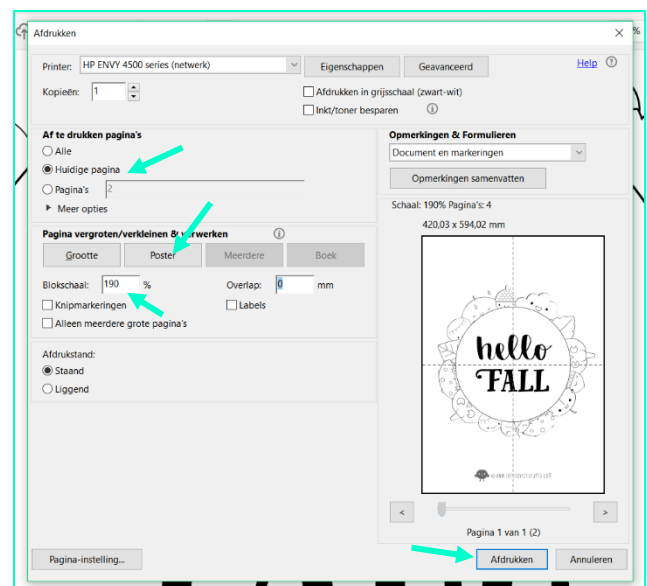 Afdrukken
Printer: HP ENVY 4500 series (netwerk) Eigenschappen Geavanceerd Help
Kopieën: 1
Afdrukken in grijsschaal (zwart-wit)
Inkt/toner besparen
Af te drukken pagina's
Alle
Huidige pagina
Pagina's 2
Meer opties
Opmerkingen & Formulieren
Document en markeringen
Opmerkingen samenvatten
Pagina vergroten/verkleinen & verwerken
Grootte Poster Meerdere Boek
Blokschaal: 190 % Overlap: 0 mm
Knipmarkeringen Labels
Alleen meerdere grote pagina's
Afdrukstand:
Staand
Liggend
Schaal: 190% Pagina's: 4
420,03 x 594,02 mm
hello
FALL
< >
Pagina 1 van 1 (2)
Pagina-instelling... Afdrukken Annuleren